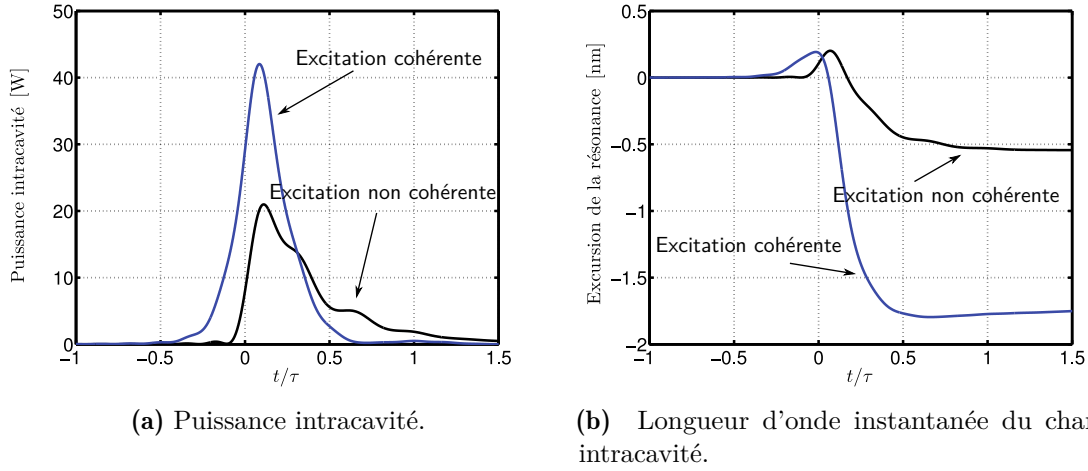 50
40
30
20
10
0
Puissance intracavité [W]
Excitation cohérente
Excitation non cohérente
−1
−0.5
0
0.5
1
1.5
t/τ
(a) Puissance intracavité.
0.5
0
−0.5
−1
−1.5
−2
Excursion de la résonance [nm]
Excitation non cohérente
Excitation cohérente
−1
−0.5
0
0.5
1
1.5
t/τ
(b) Longueur d'onde instantanée du char
intracavité.